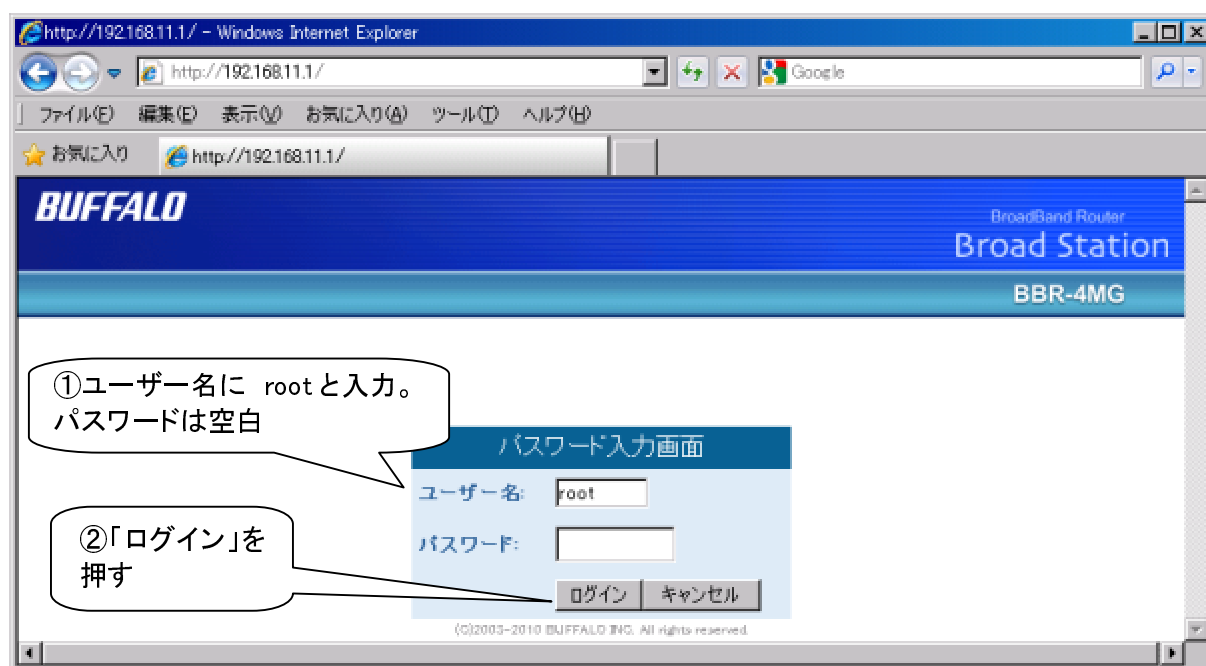 http://192.168.11.1/ - Windows Internet Explorer
http://192.168.11.1/
Google
ファイル(F) 編集(E) 表示(V) お気に入り(A) ツール(T) ヘルプ(H)
お気に入り
http://192.168.11.1/
BUFFALO
BroadBand Router
Broad Station
BBR-4MG
①ユーザー名に rootと入力。
パスワードは空白
パスワード入力画面
ユーザー名: root
②「ログイン」を
押す
パスワード:
ログイン キャンセル
(C)2003-2010 BUFFALO INC. All rights reserved.